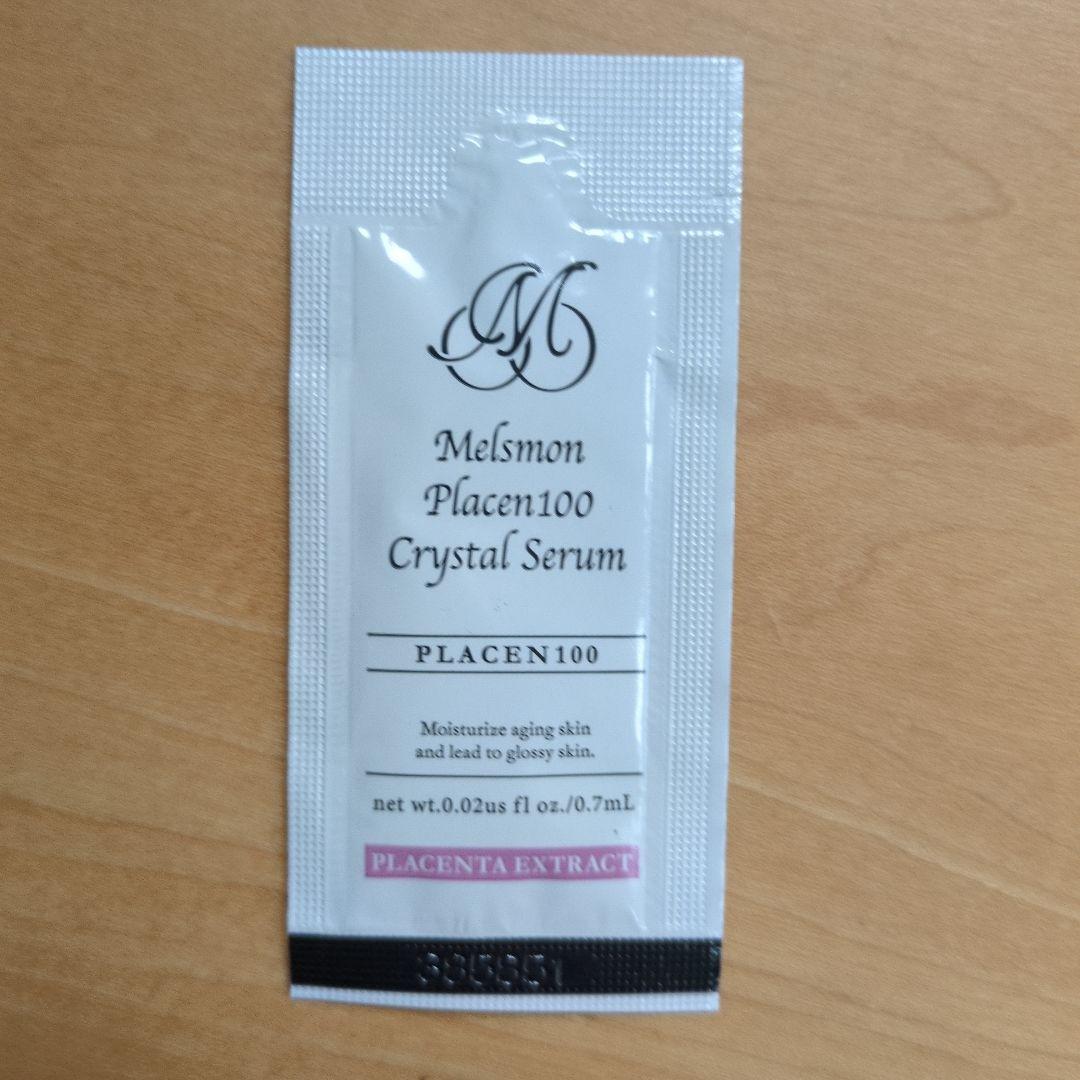 M
Melsmon
Placen100
Crystal Serum
PLACEN100
Moisturize aging skin
and lead to glossy skin.
net wt.0.02us fl oz./0.7mL
PLACENTA EXTRACT